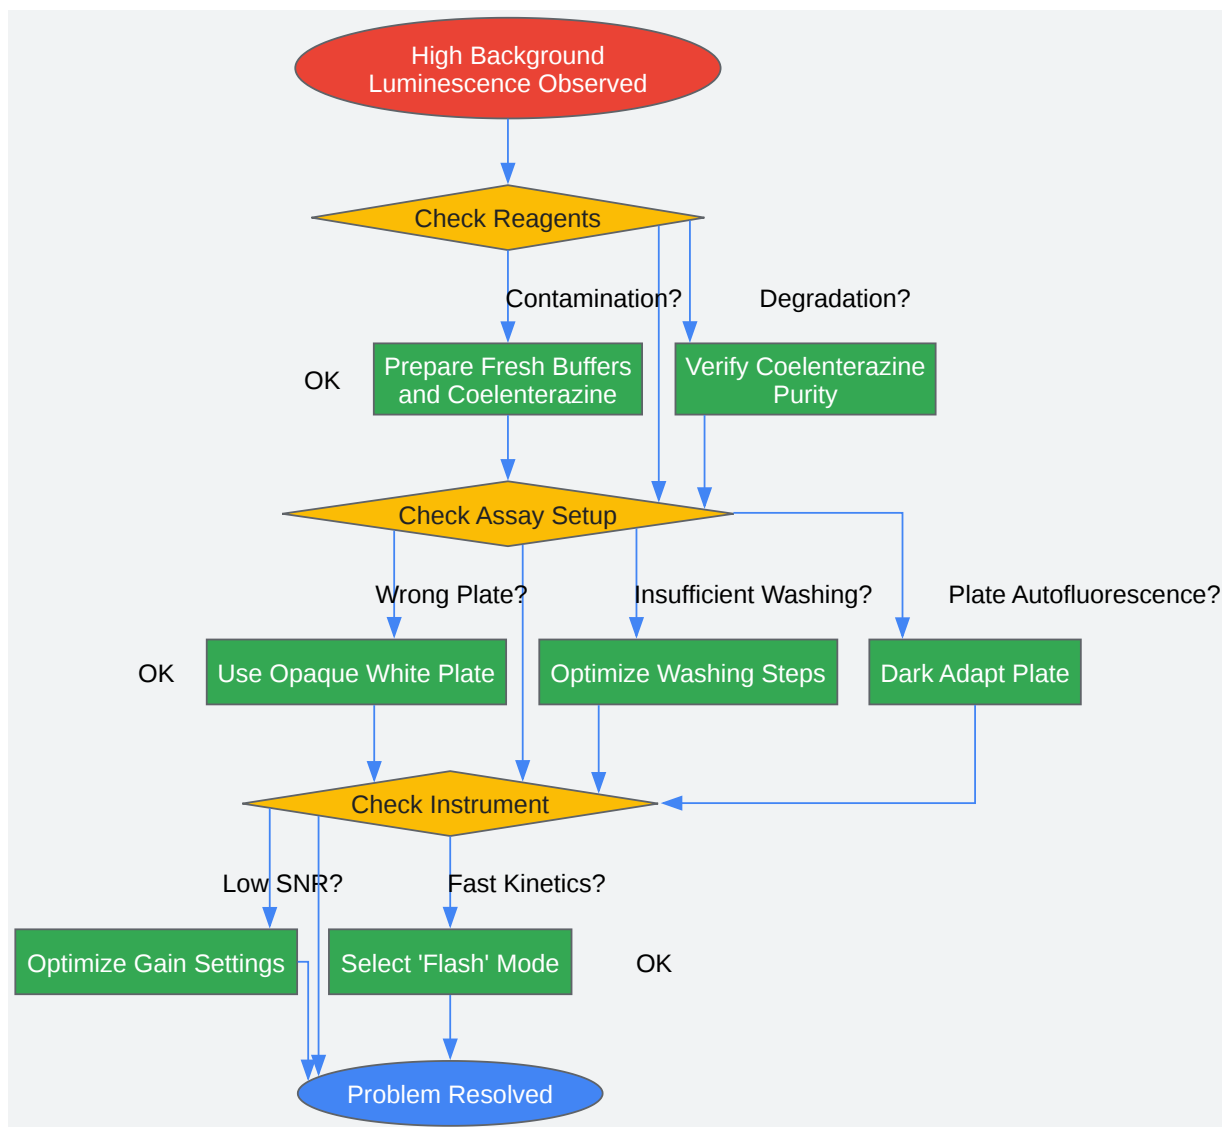 High Background
Luminescence Observed
Check Reagents
Contamination?
Degradation?
OK
Prepare Fresh Buffers
and Coelenterazine
Verify Coelenterazine
Purity
Check Assay Setup
Wrong Plate?
Insufficient Washing?
Plate Autofluorescence?
OK
Use Opaque White Plate
Optimize Washing Steps
Dark Adapt Plate
Check Instrument
Low SNR?
Fast Kinetics?
Optimize Gain Settings
Select 'Flash' Mode
OK
Problem Resolved